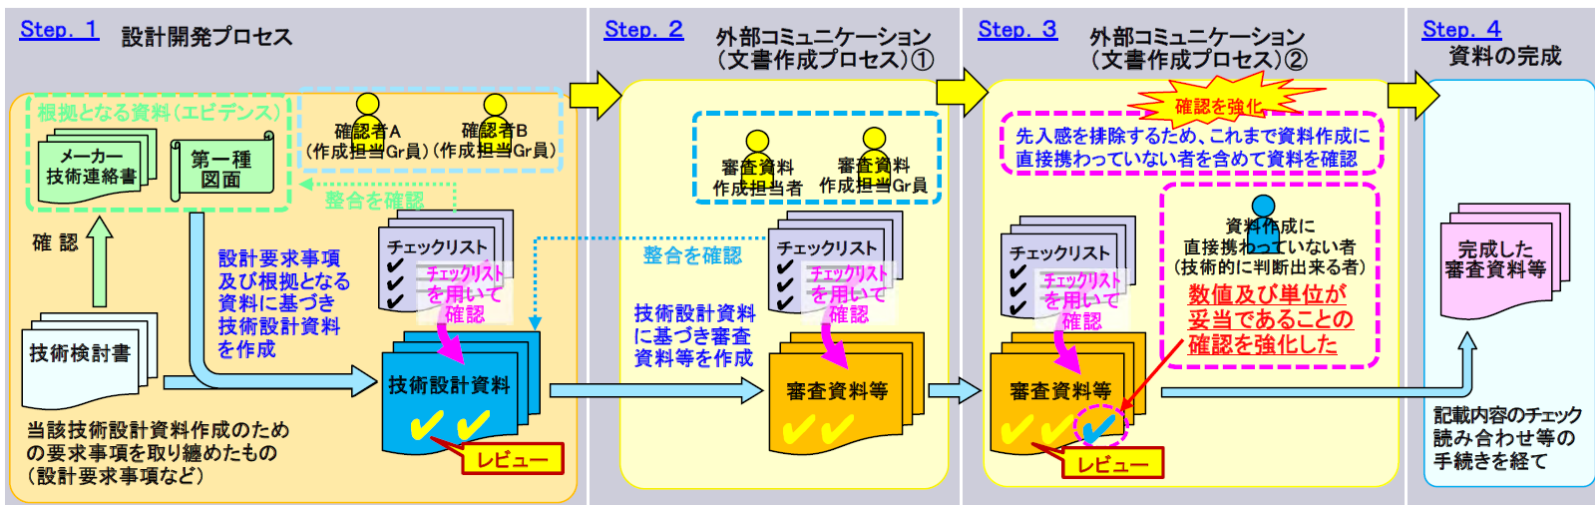 Step. 1 設計開発プロセス
根拠となる資料(エビデンス)
メーカー
技術連絡書
第一種
図面
確認者A
(作成担当Gr員)
確認者B
(作成担当Gr員)
整合を確認
確認
技術検討書
当該技術設計資料作成のため
の要求事項を取り纏めたもの
(設計要求事項など)
設計要求事項
及び根拠となる
資料に基づき
技術設計資料
を作成
チェックリスト
チェックリスト
を用いて
確認
技術設計資料
レビュー
Step. 2
外部コミュニケーション
(文書作成プロセス)①
審査資料
作成担当者
審査資料
作成担当Gr員
整合を確認
チェックリスト
チェックリスト
を用いて
確認
技術設計資料
に基づき審査
資料等を作成
審査資料等
Step. 3
外部コミュニケーション
(文書作成プロセス)②
確認を強化
先入感を排除するため、これまで資料作成に
直接携わっていない者を含めて資料を確認
チェックリスト
チェックリスト
を用いて
確認
資料作成に
直接携わっていない者
(技術的に判断出来る者)
数値及び単位が
妥当であることの
確認を強化した
審査資料等
レビュー
Step. 4
資料の完成
完成した
審査資料等
記載内容のチェック
読み合わせ等の
手続きを経て